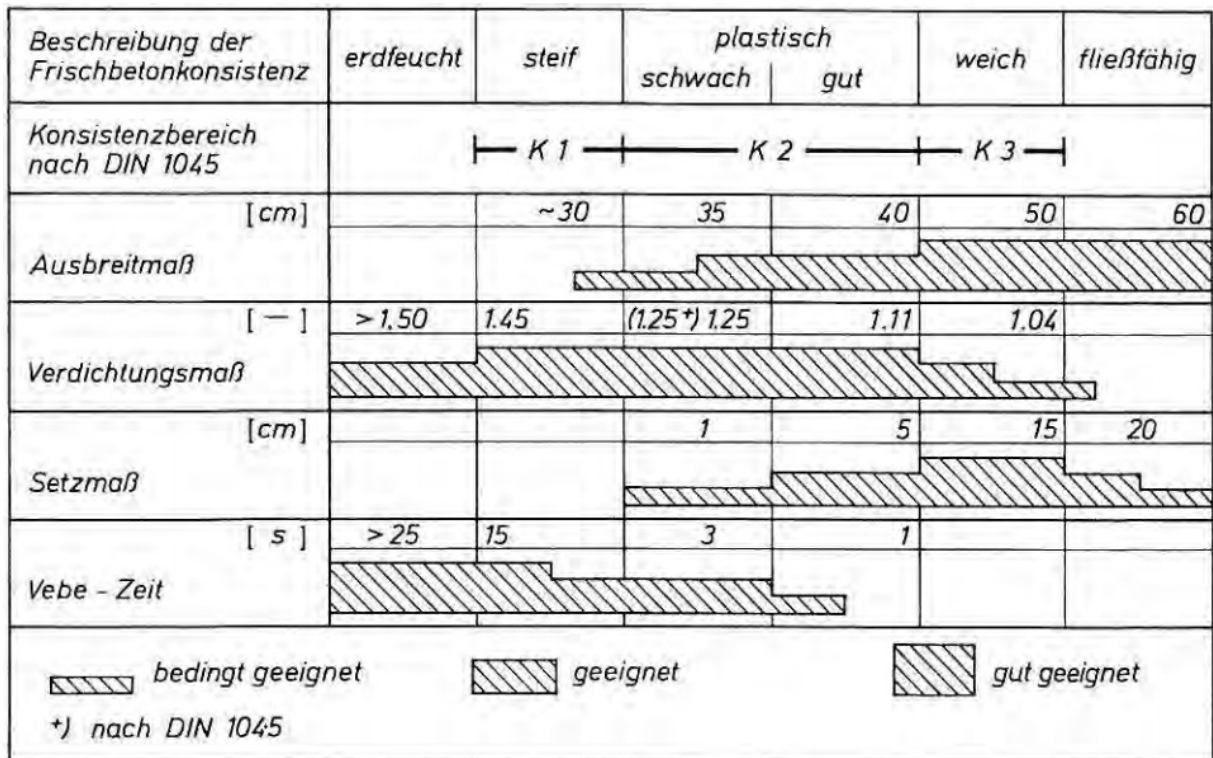 Beschreibung der
Frischbetonkonsistenz
erdfeucht
steif
plastisch
schwach
gut
weich
fließfähig
Konsistenzbereich
nach DIN 1045
K 1
K 2
K 3
[cm] ~30 35 40 50 60
Ausbreitmaß
[ — ] >1.50 1.45 (1.25 +) 1.25 1.11 1.04
Verdichtungsmaß
[cm] 1 5 15 20
Setzmaß
[ s ] >25 15 3 1
Vebe - Zeit
bedingt geeignet
geeignet
gut geeignet
+) nach DIN 1045